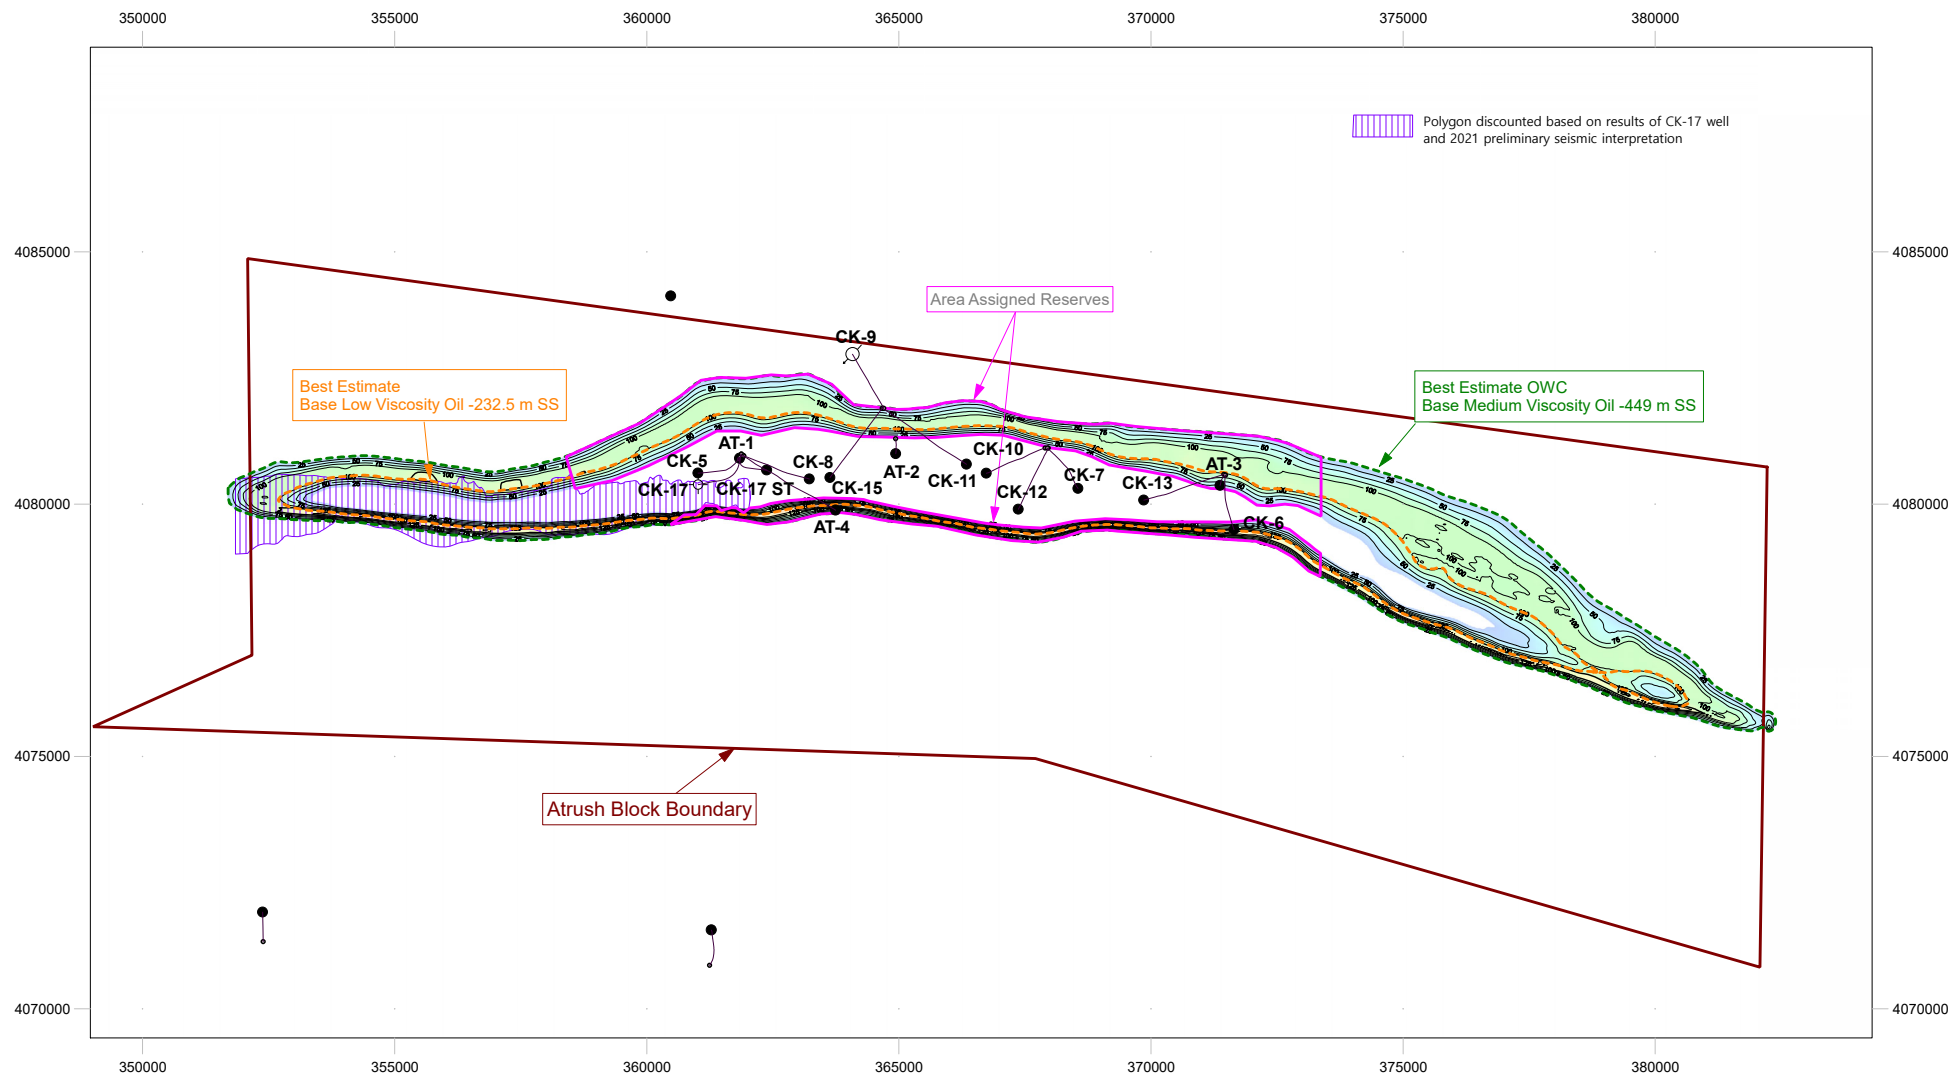 350000 355000 360000 365000 370000 375000 380000
Polygon discounted based on results of CK-17 well
and 2021 preliminary seismic interpretation
4085000 4085000
Area Assigned Reserves
CK-9
Best Estimate
Base Low Viscosity Oil -232.5 m SS
Best Estimate OWC
Base Medium Viscosity Oil -449 m SS
AT-1
CK-10
CK-5
CK-8
AT-2
CK-11
CK-7
AT-3
CK-17
CK-17 ST
CK-15
CK-12
CK-13
4080000 4080000
AT-4
CK-6
4075000 4075000
Atrush Block Boundary
4070000 4070000
350000 355000 360000 365000 370000 375000 380000